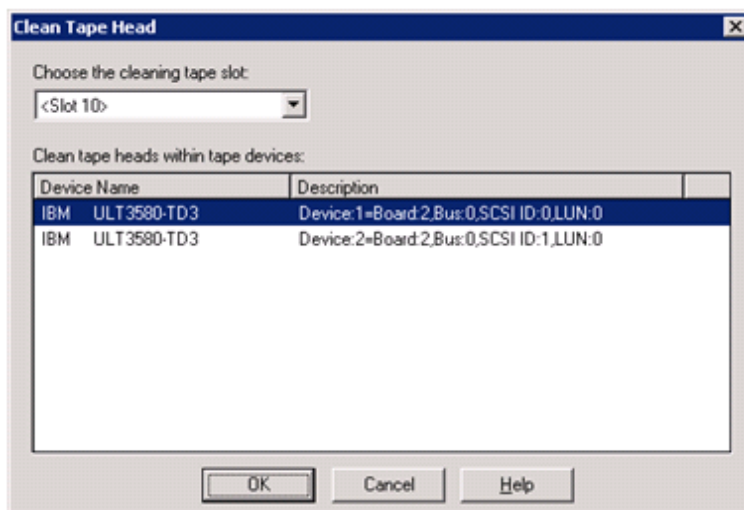 Clean Tape Head
Choose the cleaning tape slot:
<Slot 10>
Clean tape heads within tape devices:
Device Name Description
IBM ULT3580-TD3 Device:1=Board:2,Bus:0,SCSI ID:0,LUN:0
IBM ULT3580-TD3 Device:2=Board:2,Bus:0,SCSI ID:1,LUN:0
OK Cancel Help